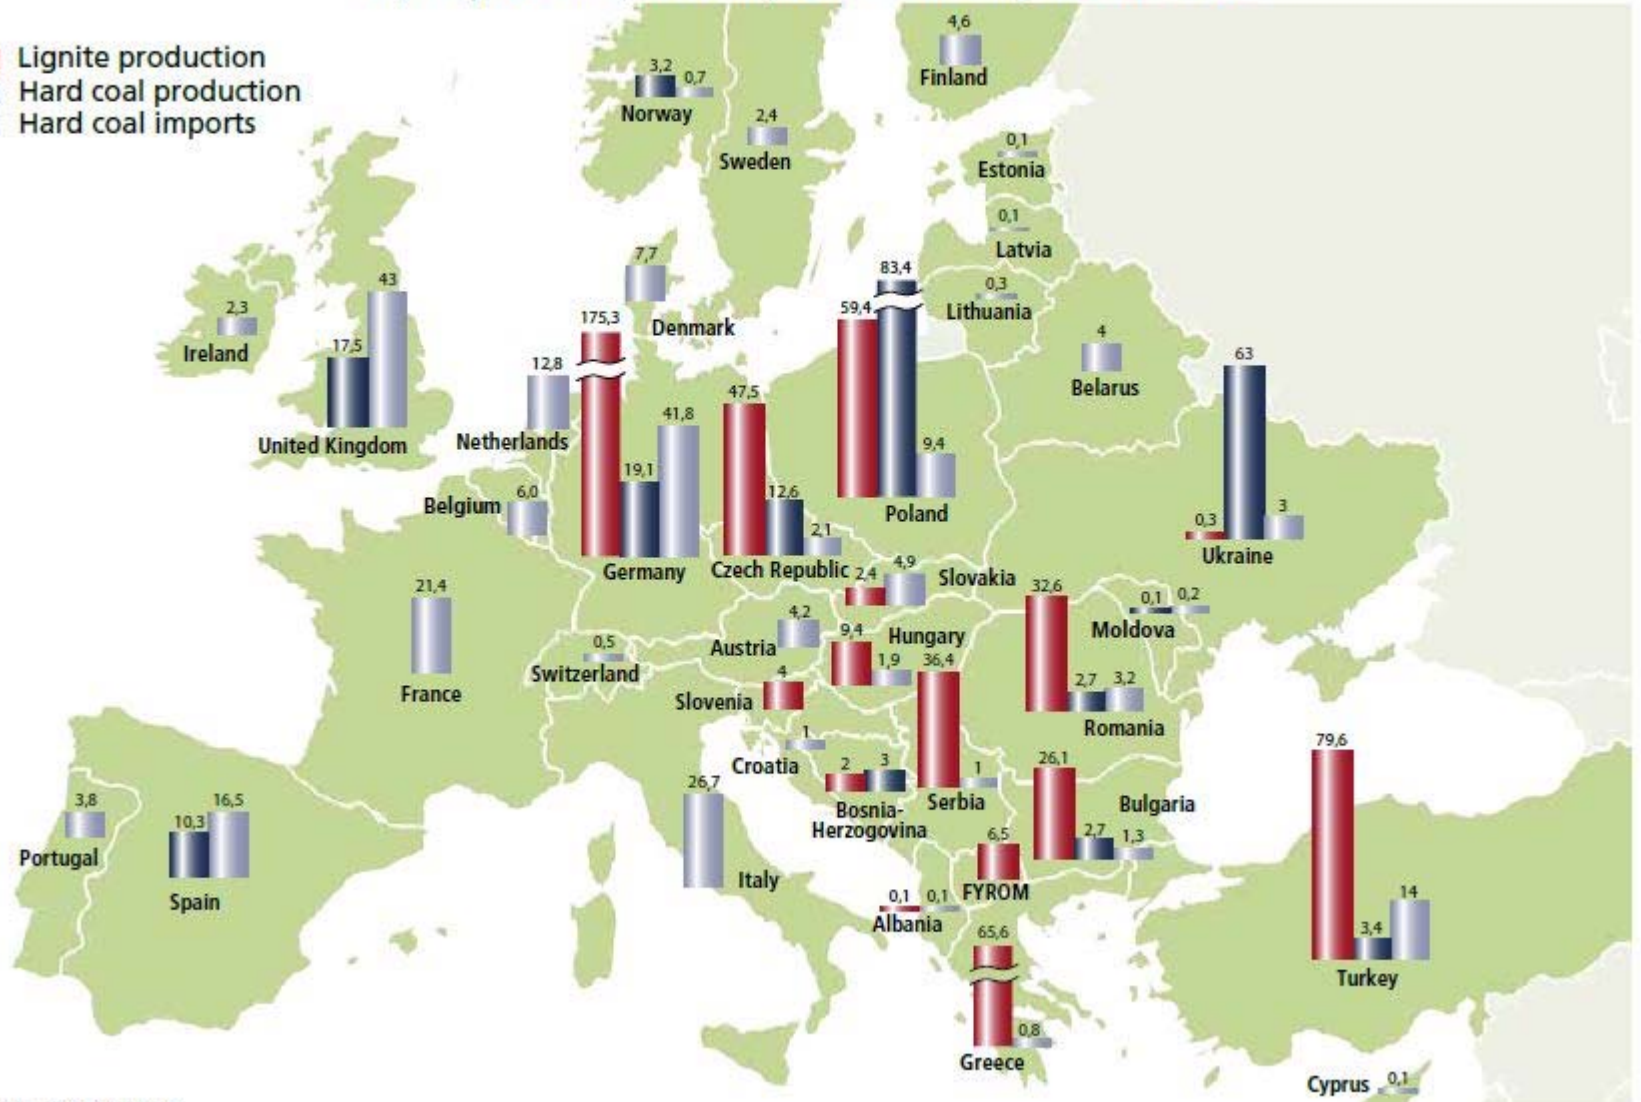 Lignite production
Hard coal production
Hard coal imports
4,6
Finland
3,2 0,7
Norway
2,4
Sweden
0,1
Estonia
0,1
Latvia
0,3
Lithuania
4
Belarus
2,3
Ireland
17,5 43
United Kingdom
7,7
Denmark
12,8
Netherlands
6,0
Belgium
175,3 19,1 41,8
Germany
47,5 12,6 2,1
Czech Republic
59,4 83,4 9,4
Poland
0,3 63 3
Ukraine
2,4 4,9
Slovakia
21,4
France
0,5
Switzerland
4,2
Austria
9,4 1,9
Hungary
4
Slovenia
1
Croatia
2 3
Bosnia-
Herzogovina
36,4 1
Serbia
32,6 2,7 3,2
Romania
0,1 0,2
Moldova
26,1 2,7 1,3
Bulgaria
6,5
FYROM
0,1 0,1
Albania
65,6 0,8
Greece
26,7
Italy
3,8
Portugal
10,3 16,5
Spain
79,6 3,4 14
Turkey
Cyprus 0,1